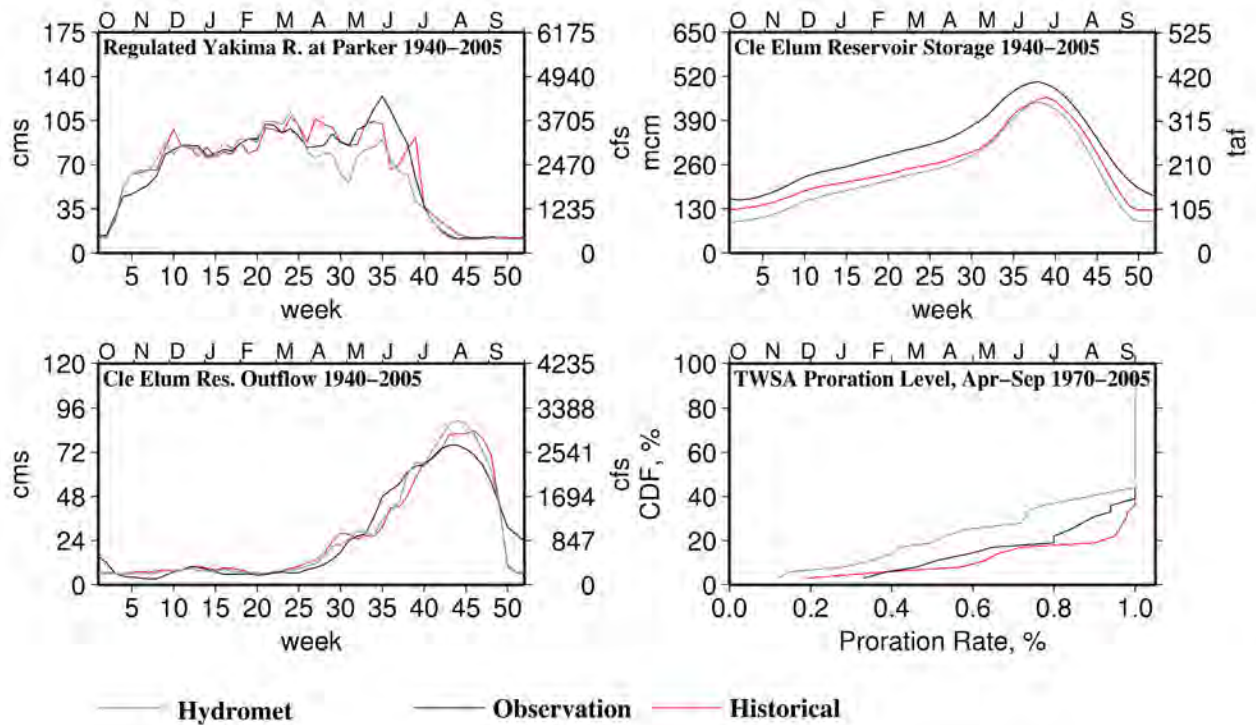 O N D J F M A M J J A S
O N D J F M A M J J A S
175 Regulated Yakima R. at Parker 1940–2005 6175
650 Cle Elum Reservoir Storage 1940–2005 525
140 4940
520 420
105 3705
390 315
cms cfs
mcm taf
70 2470
260 210
35 1235
130 105
0 0
0 0
5 10 15 20 25 30 35 40 45 50
5 10 15 20 25 30 35 40 45 50
week
week
O N D J F M A M J J A S
O N D J F M A M J J A S
120 Cle Elum Res. Outflow 1940–2005 4235
100 TWSA Proration Level, Apr–Sep 1970–2005
96 3388
80
72 2541
60
cms cfs
CDF, %
48 1694
40
24 847
20
0 0
0
5 10 15 20 25 30 35 40 45 50
0.0 0.2 0.4 0.6 0.8 1.0
week
Proration Rate, %
Hydromet Observation Historical